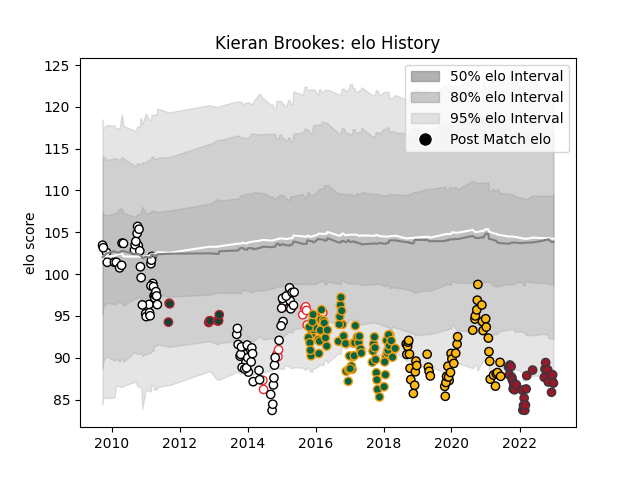 Kieran Brookes: elo History
50% elo Interval
80% elo Interval
95% elo Interval
Post Match elo
elo score
125
120
115
110
105
100
95
90
85
2010 2012 2014 2016 2018 2020 2022